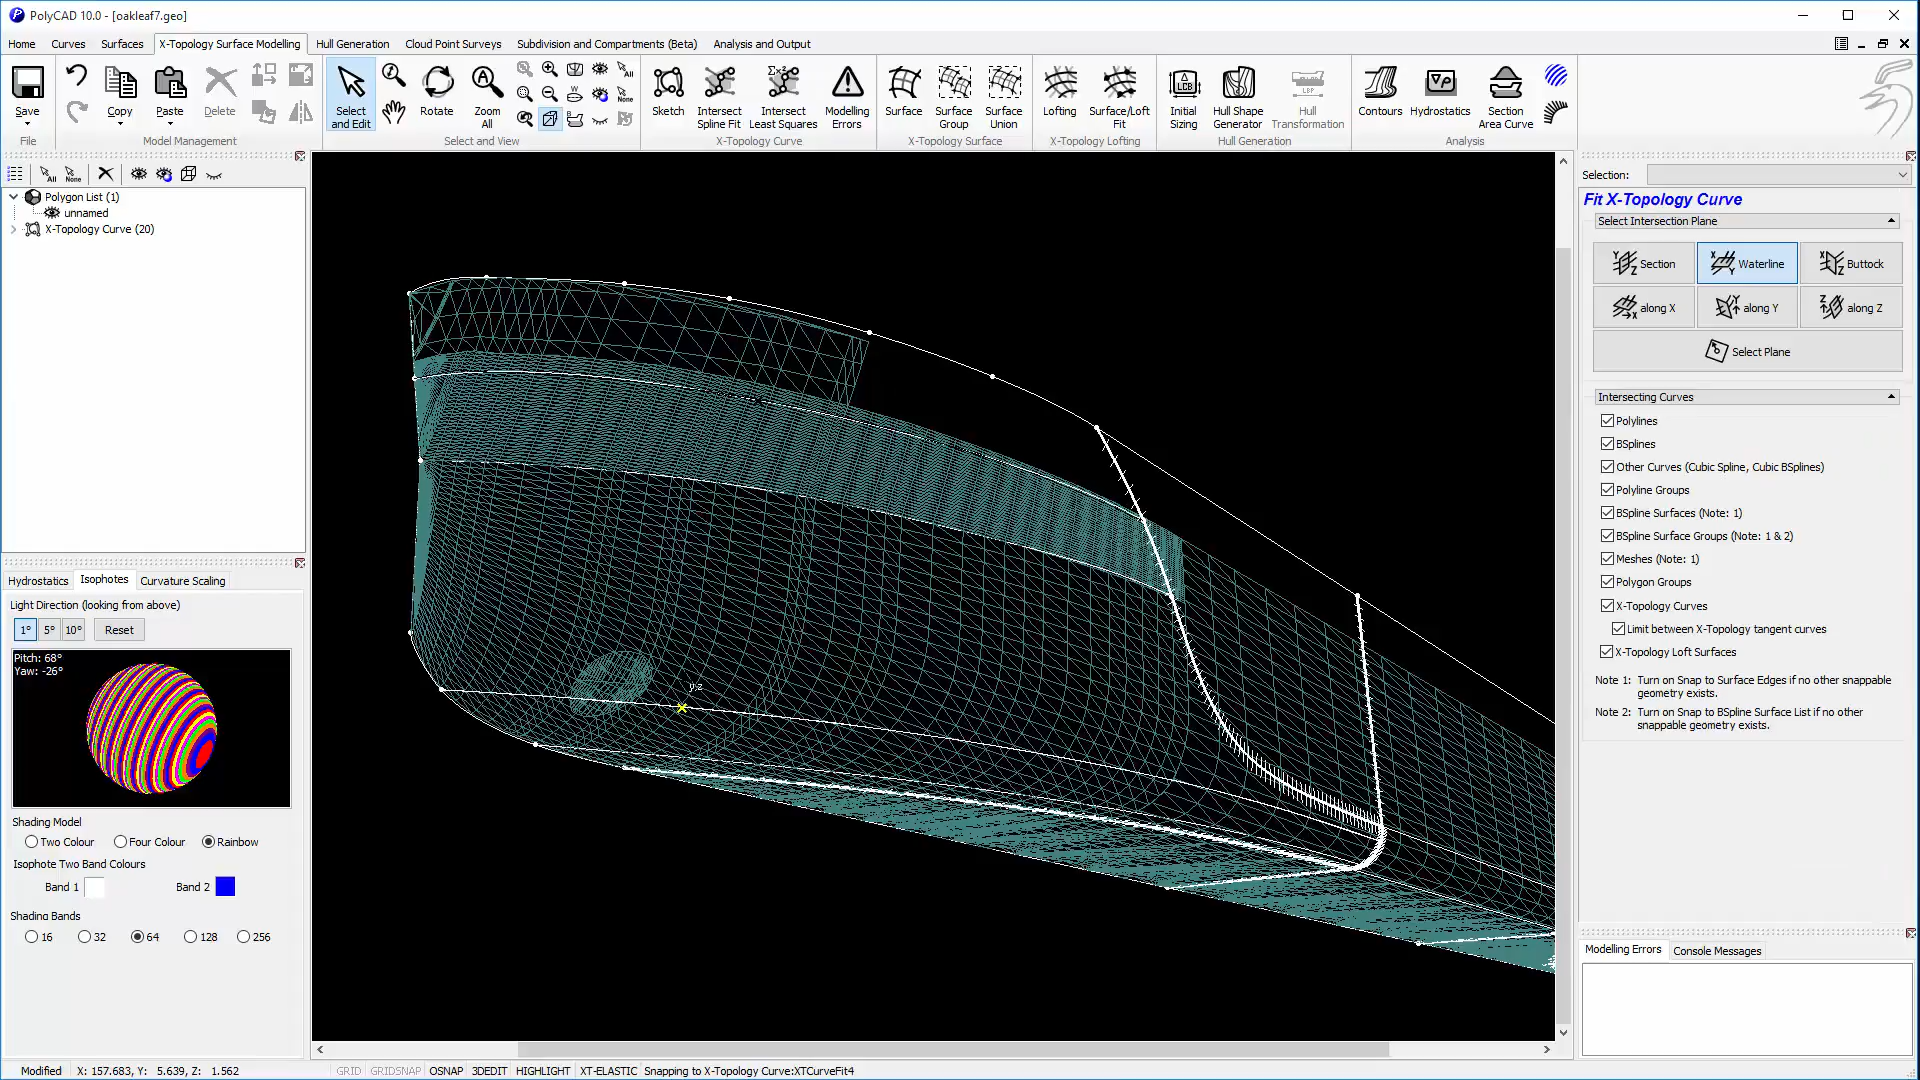 PolyCAD 10.0 - [oakleaf7.geo]
Home Curves Surfaces X-Topology Surface Modelling Hull Generation Cloud Point Surveys Subdivision and Compartments (Beta) Analysis and Output
Save Copy Paste Delete Select and Edit Rotate Zoom All Sketch Intersect Spline Fit Intersect Least Squares Modelling Errors Surface Surface Group Surface Union Lofting Surface/Loft Fit Initial Sizing Hull Shape Generator Hull Transformation Contours Hydrostatics Section Area Curve
File Model Management Select and View X-Topology Curve X-Topology Surface X-Topology Lofting Hull Generation Analysis
All None
Polygon List (1)
unnamed
X-Topology Curve (20)
Hydrostatics Isophotes Curvature Scaling
Light Direction (looking from above)
1° 5° 10° Reset
Pitch: 68°
Yaw: -26°
Shading Model
Two Colour Four Colour Rainbow
Isophote Two Band Colours
Band 1 Band 2
Shading Bands
16 32 64 128 256
y,z
Selection:
Fit X-Topology Curve
Select Intersection Plane
Section Waterline Buttock
along X along Y along Z
Select Plane
Intersecting Curves
Polylines
BSplines
Other Curves (Cubic Spline, Cubic BSplines)
Polyline Groups
BSpline Surfaces (Note: 1)
BSpline Surface Groups (Note: 1 & 2)
Meshes (Note: 1)
Polygon Groups
X-Topology Curves
Limit between X-Topology tangent curves
X-Topology Loft Surfaces
Note 1: Turn on Snap to Surface Edges if no other snappable
geometry exists.
Note 2: Turn on Snap to BSpline Surface List if no other
snappable geometry exists.
Modelling Errors Console Messages
Modified X: 157.683, Y: 5.639, Z: 1.562 GRID GRIDSNAP OSNAP 3DEDIT HIGHLIGHT XT-ELASTIC Snapping to X-Topology Curve:XTCurveFit4